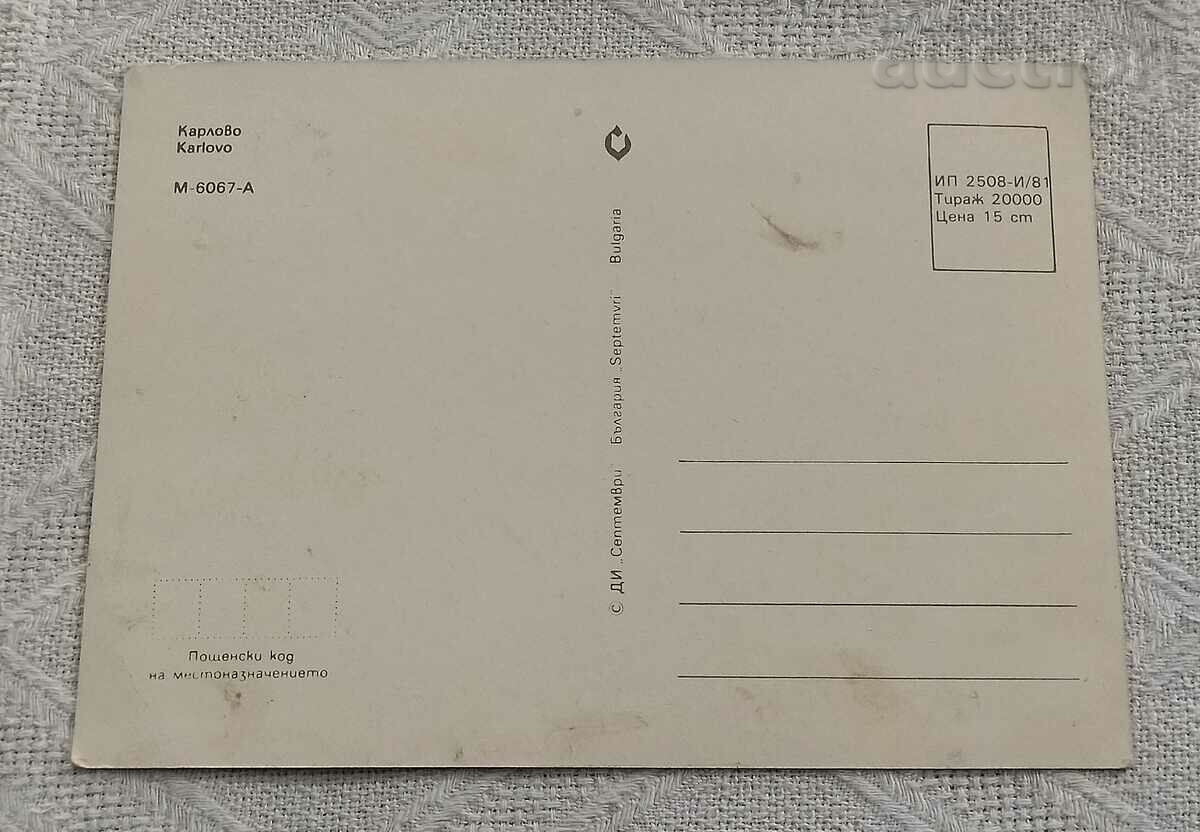 Карлово
Karlovo
М-6067-А
ИП 2508-И/81
Тираж 20000
Цена 15 ст
© ДИ „Септември" България „Septemvri" Bulgaria
Пощенски код
на местоназначението